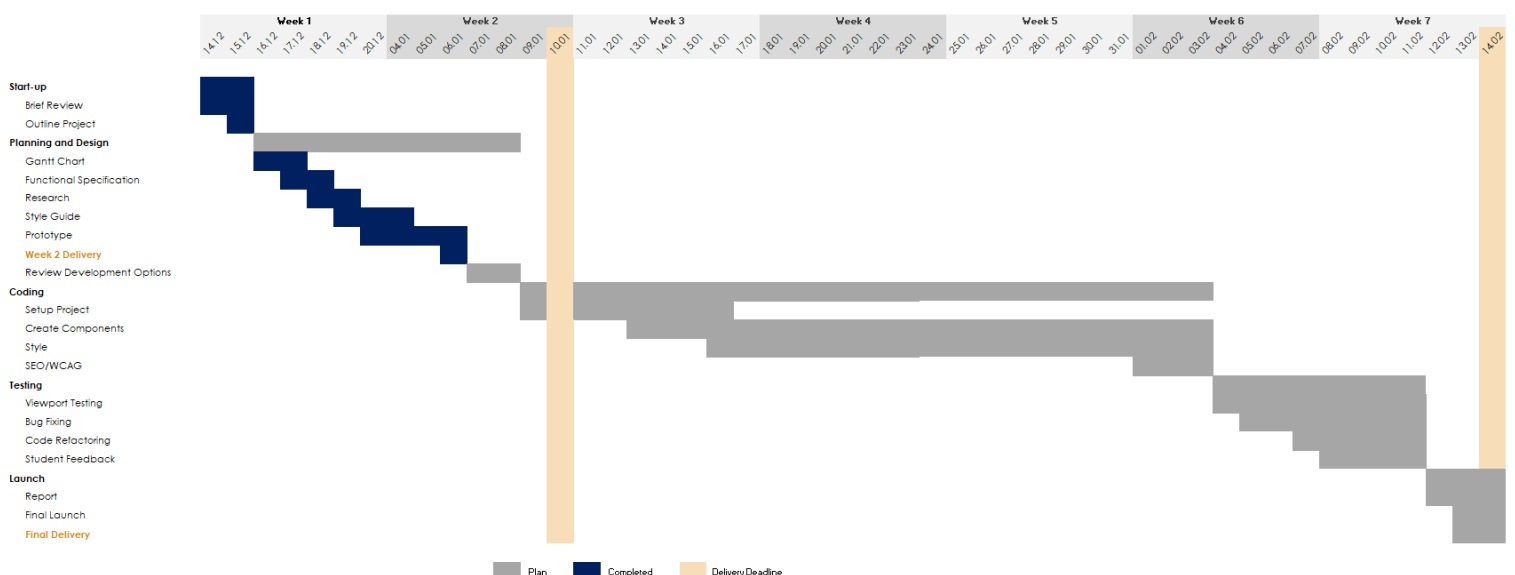 Week 1 Week 2 Week 3 Week 4 Week 5 Week 6 Week 7
14.12 15.12 16.12 17.12 18.12 19.12 20.12 04.01 05.01 06.01 07.01 08.01 09.01 10.01 11.01 12.01 13.01 14.01 15.01 16.01 17.01 18.01 19.01 20.01 21.01 22.01 23.01 24.01 25.01 26.01 27.01 28.01 29.01 30.01 31.01 01.02 02.02 03.02 04.02 05.02 06.02 07.02 08.02 09.02 10.02 11.02 12.02 13.02 14.02
Start-up
Brief Review
Outline Project
Planning and Design
Gantt Chart
Functional Specification
Research
Style Guide
Prototype
Week 2 Delivery
Review Development Options
Coding
Setup Project
Create Components
Style
SEO/WCAG
Testing
Viewport Testing
Bug Fixing
Code Refactoring
Student Feedback
Launch
Report
Final Launch
Final Delivery
Plan Completed Delivery Deadline